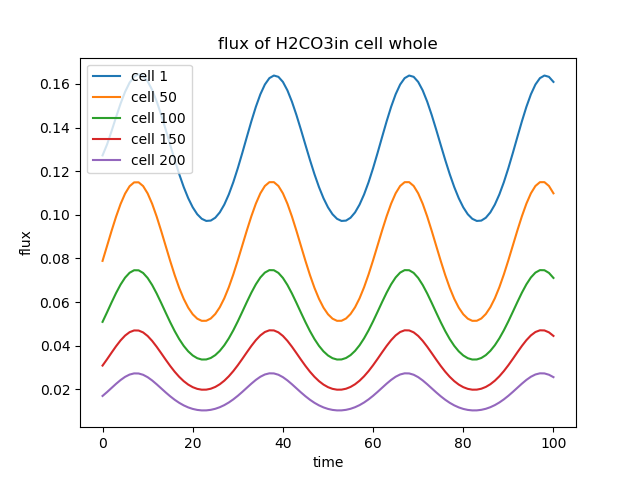 flux of H2CO3in cell whole
cell 1
cell 50
cell 100
cell 150
cell 200
0.16
0.14
0.12
0.10
0.08
0.06
0.04
0.02
flux
0 20 40 60 80 100
time